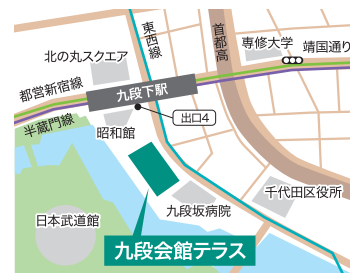 北の丸スクエア
東西線
首都高
専修大学
靖国通り
都営新宿線
九段下駅
半蔵門線
昭和館
出口4
日本武道館
九段坂病院
千代田区役所
九段会館テラス